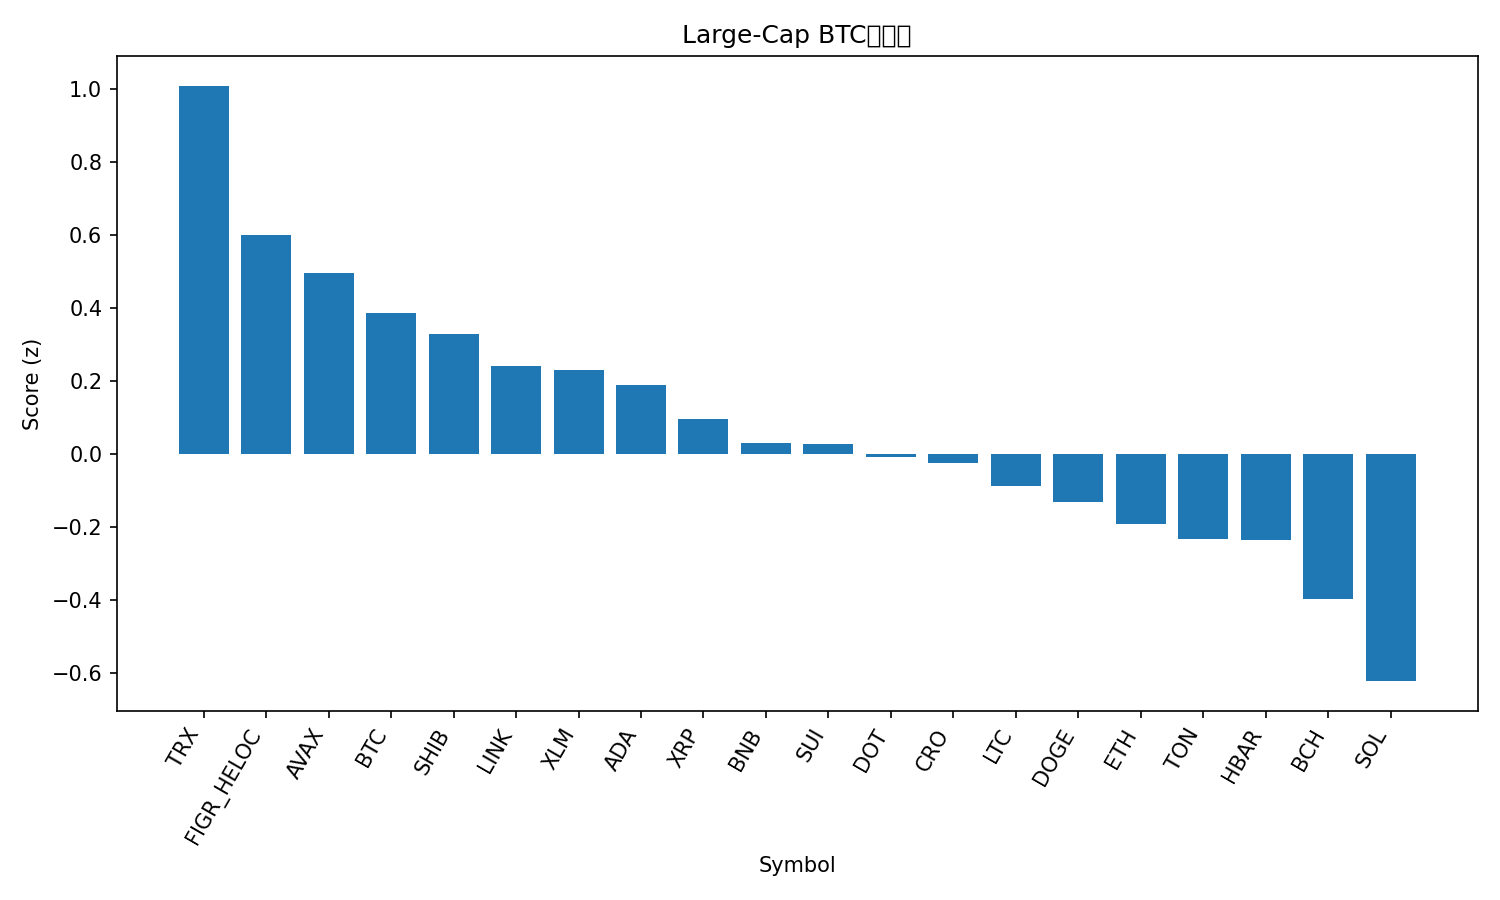 Large-Cap BTC
Score (z)
1.0
0.8
0.6
0.4
0.2
0.0
−0.2
−0.4
−0.6
TRX
FIGR_HELOC
AVAX
BTC
SHIB
LINK
XLM
ADA
XRP
BNB
SUI
DOT
CRO
LTC
DOGE
ETH
TON
HBAR
BCH
SOL
Symbol